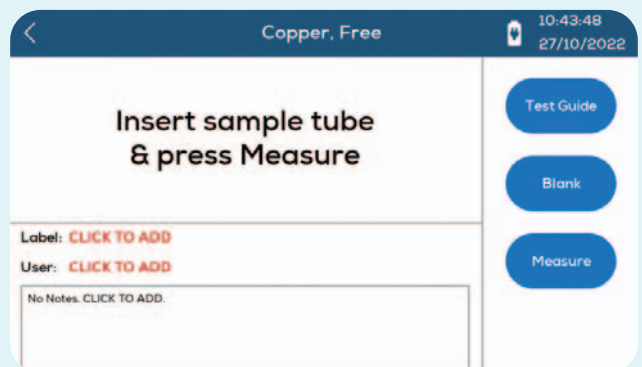 Copper, Free
10:43:48
27/10/2022
Insert sample tube
& press Measure
Test Guide
Blank
Measure
Label: CLICK TO ADD
User: CLICK TO ADD
No Notes. CLICK TO ADD.